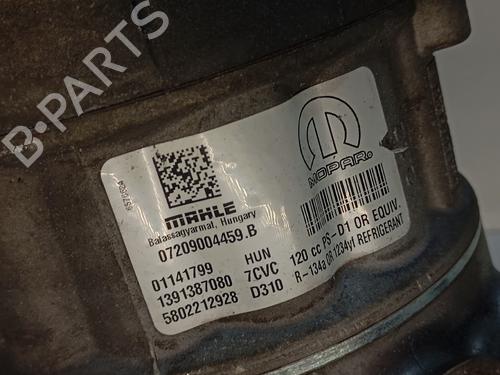 B-PARTS
MAHLE
Balassagyarmat, Hungary
07209004459.B
01141799 HUN
1391387080 7CVC
5802212928 D310
MOPAR
120 cc PS-D1 OR EQUIV.
R-134a OR 1234yf REFRIGERANT